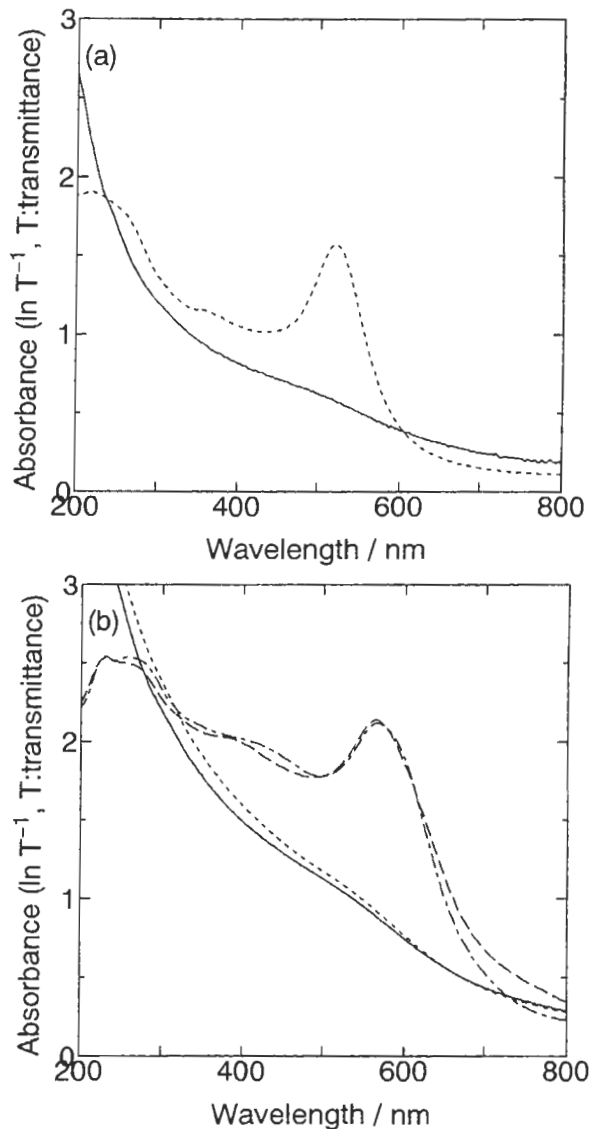 (a)
3
2
1
0
200
400
600
800
Absorbance (ln T⁻¹, T:transmittance)
Wavelength / nm
(b)
3
2
1
0
200
400
600
800
Absorbance (ln T⁻¹, T:transmittance)
Wavelength / nm